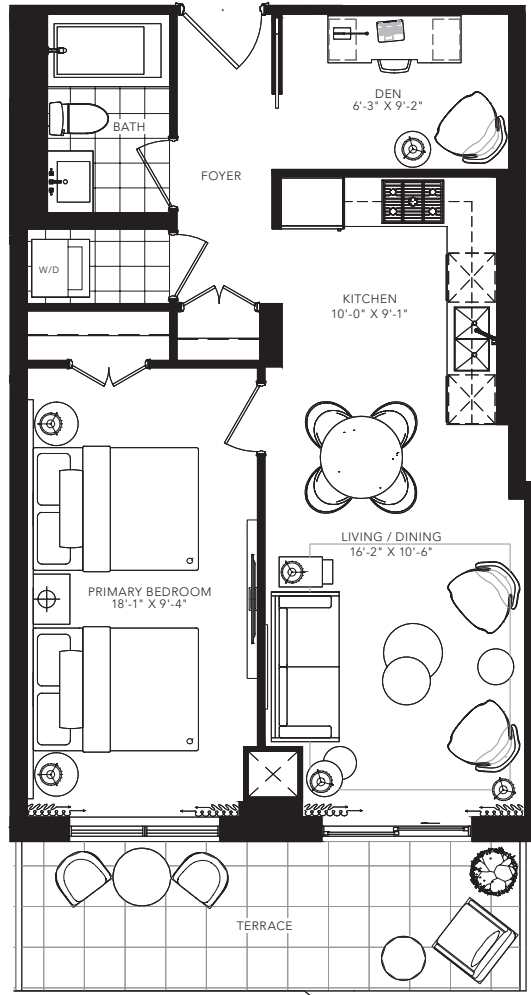 DEN
6'-3" X 9'-2"
BATH
FOYER
W/D
KITCHEN
10'-0" X 9'-1"
LIVING / DINING
16'-2" X 10'-6"
PRIMARY BEDROOM
18'-1" X 9'-4"
TERRACE